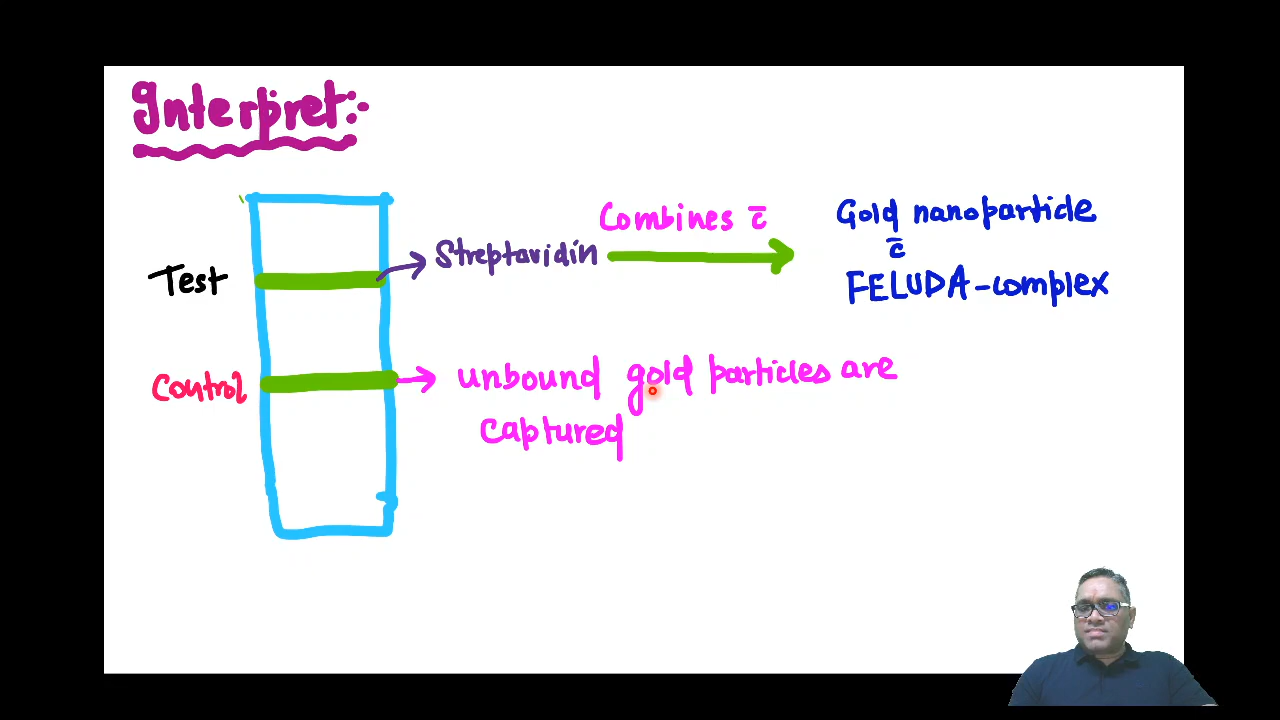 Interpret:-
Combines c̄
Gold nanoparticle
c̄
FELUDA-complex
Streptavidin
Test
Control
unbound gold particles are
captured